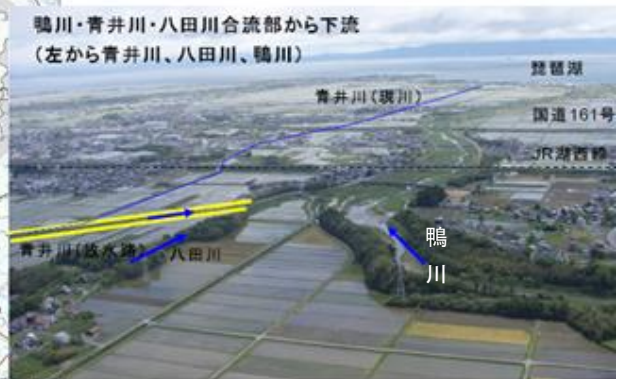 鴨川・青井川・八田川合流部から下流
(左から青井川、八田川、鴨川)
琵琶湖
青井川(現川)
国道161号
JR湖西線
青井川(放水路)
八田川
鴨
川